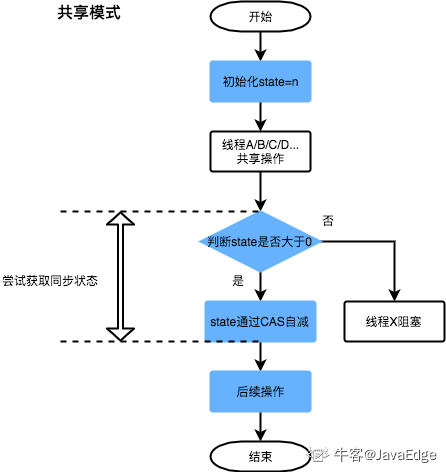 共享模式
开始
初始化state=n
线程A/B/C/D...
共享操作
判断state是否大于0
否
是
尝试获取同步状态
state通过CAS自减
线程X阻塞
后续操作
结束
牛客@JavaEdge